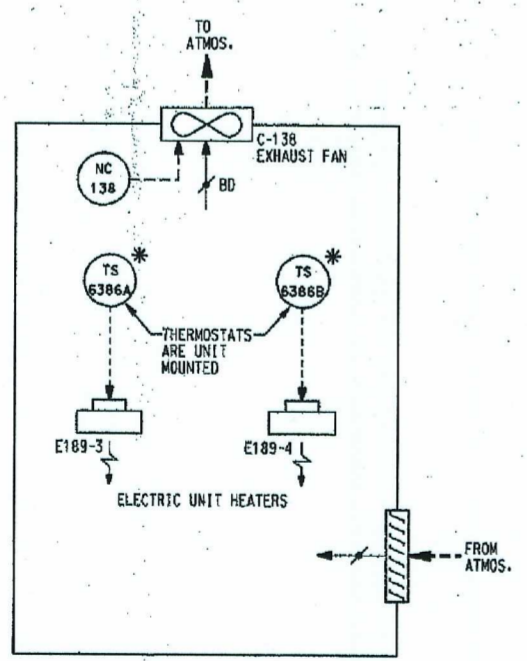 TO
ATMOS.
C-138
EXHAUST FAN
NC
138
BD
TS
6386A
*
TS
6386B
*
THERMOSTATS
ARE UNIT
MOUNTED
E189-3
E189-4
ELECTRIC UNIT HEATERS
FROM
ATMOS.